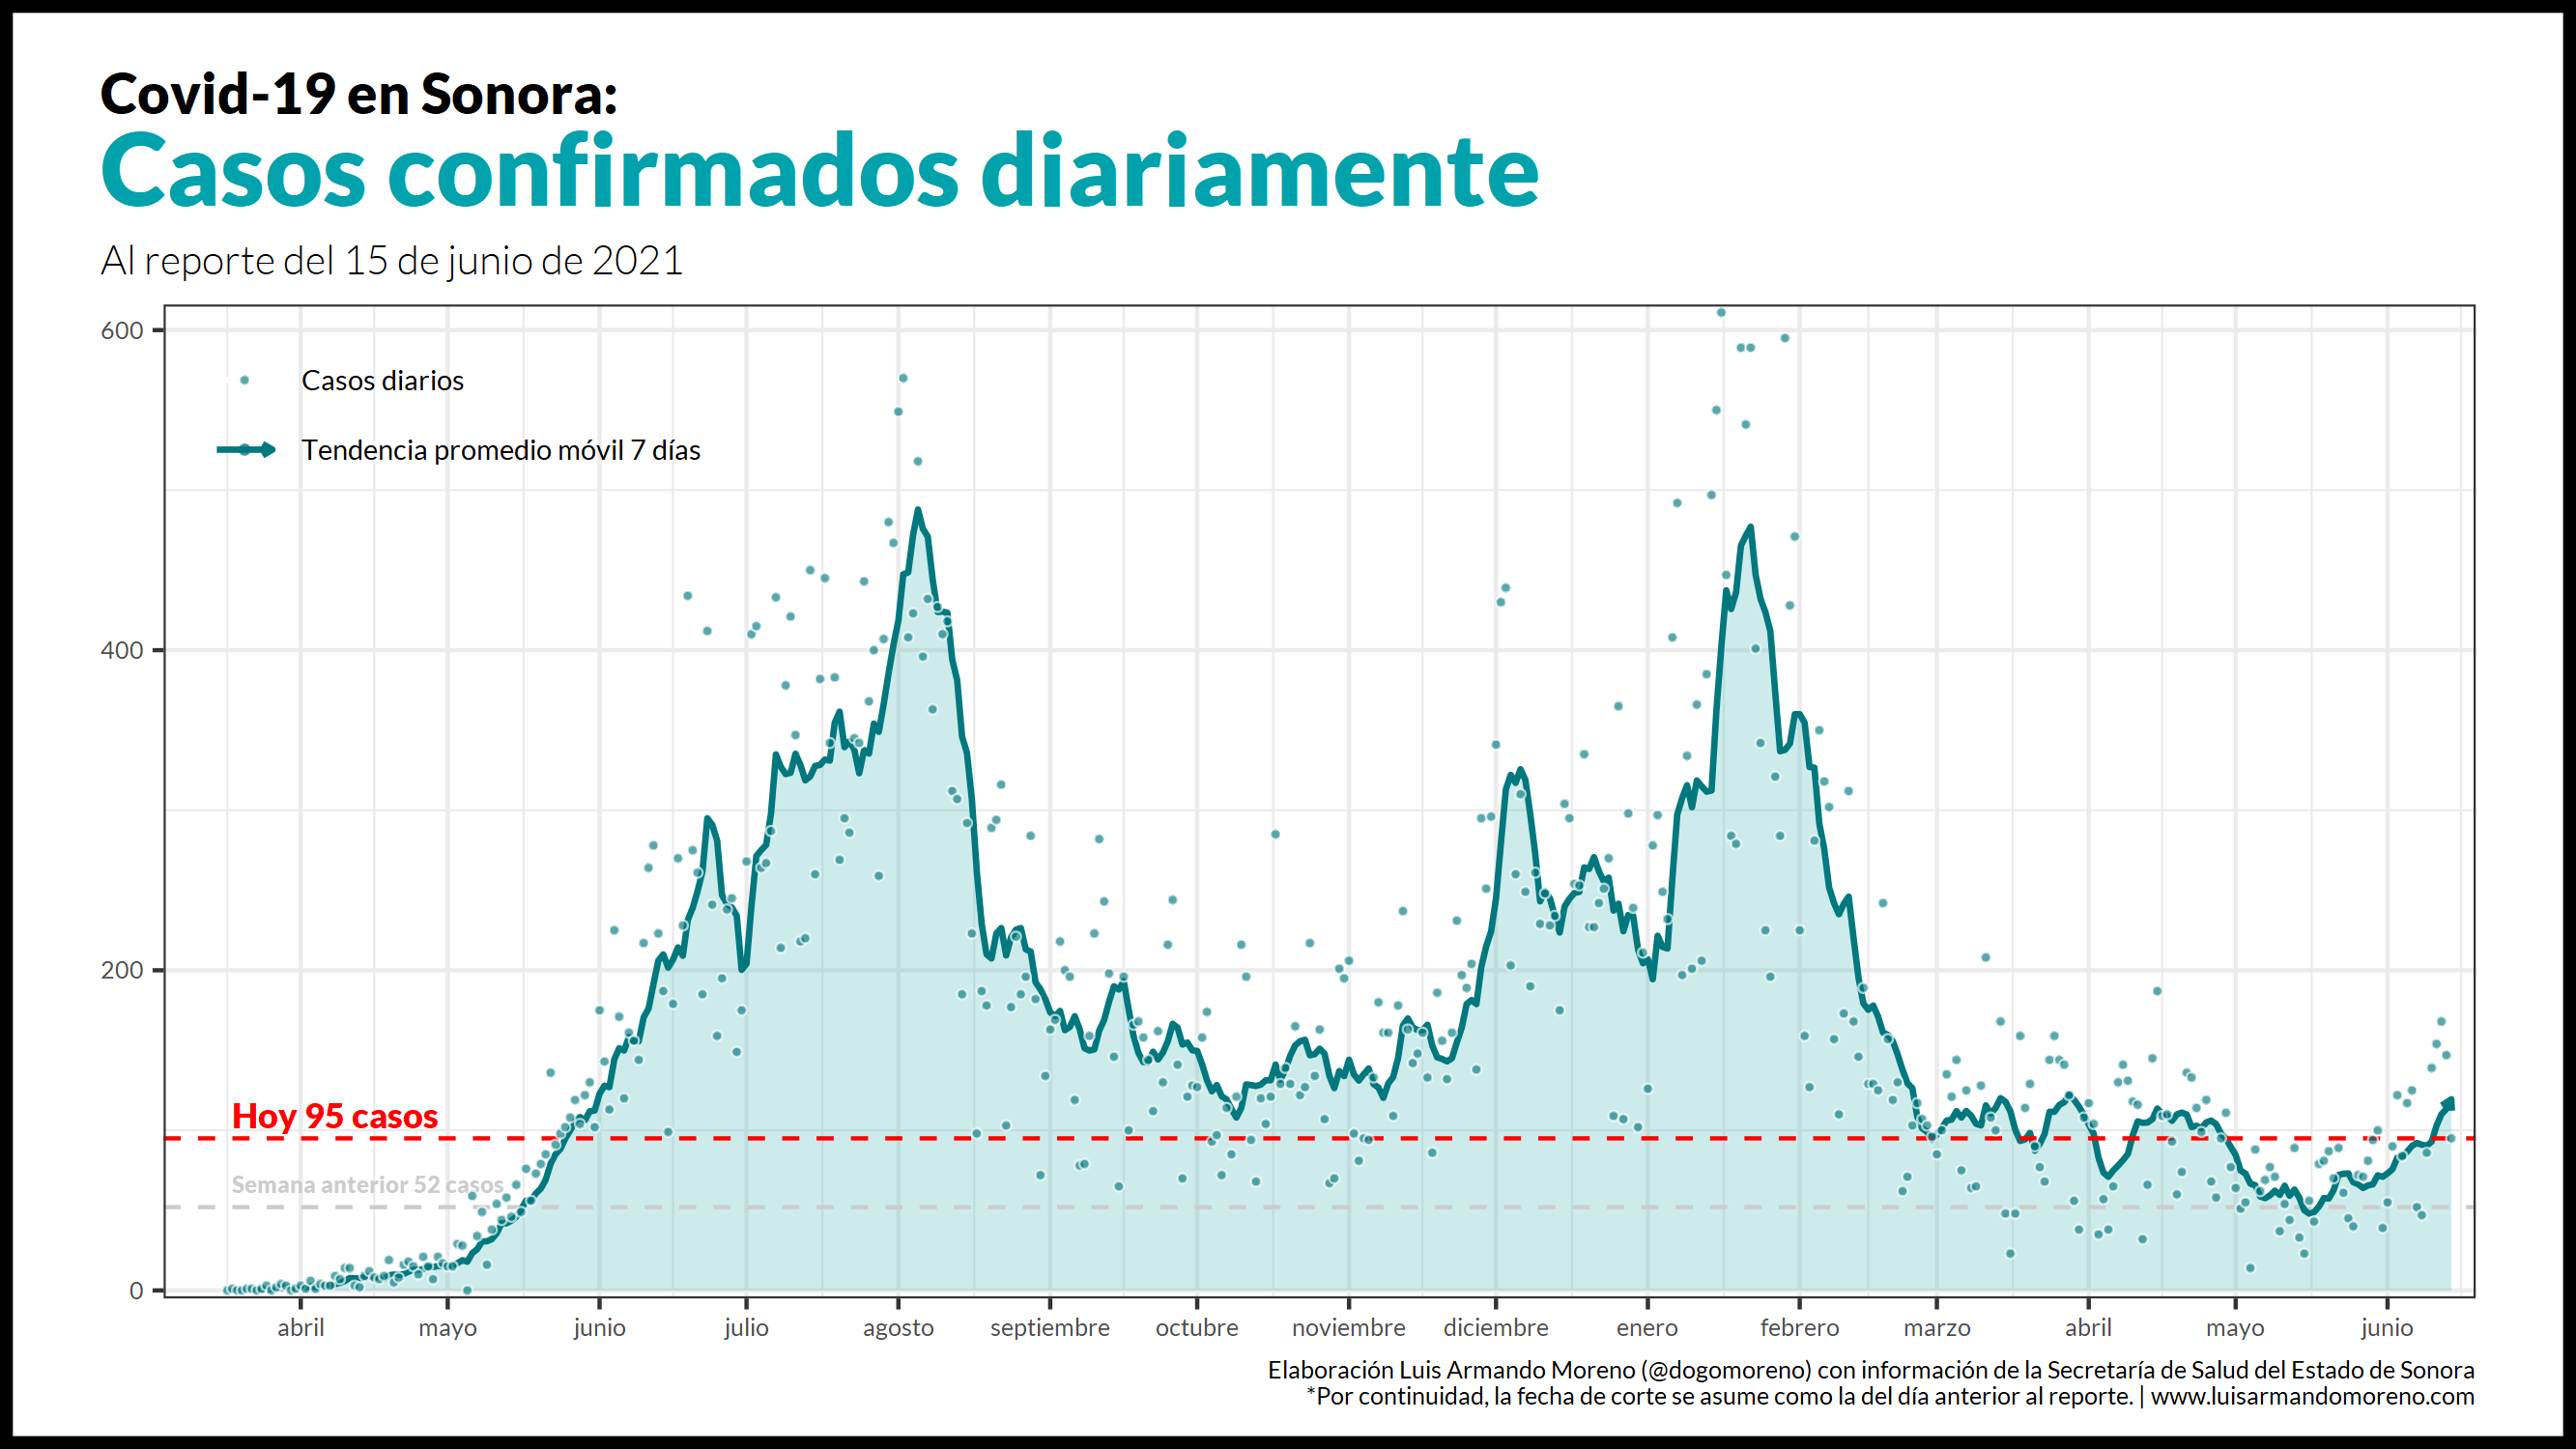 Covid-19 en Sonora:
Casos confirmados diariamente
Al reporte del 15 de junio de 2021
600
Casos diarios
Tendencia promedio móvil 7 días
400
200
Hoy 95 casos
Semana anterior 52 casos
0
abril mayo junio julio agosto septiembre octubre noviembre diciembre enero febrero marzo abril mayo junio
Elaboración Luis Armando Moreno (@dogomoreno) con información de la Secretaría de Salud del Estado de Sonora
*Por continuidad, la fecha de corte se asume como la del día anterior al reporte. | www.luisarmandomoreno.com